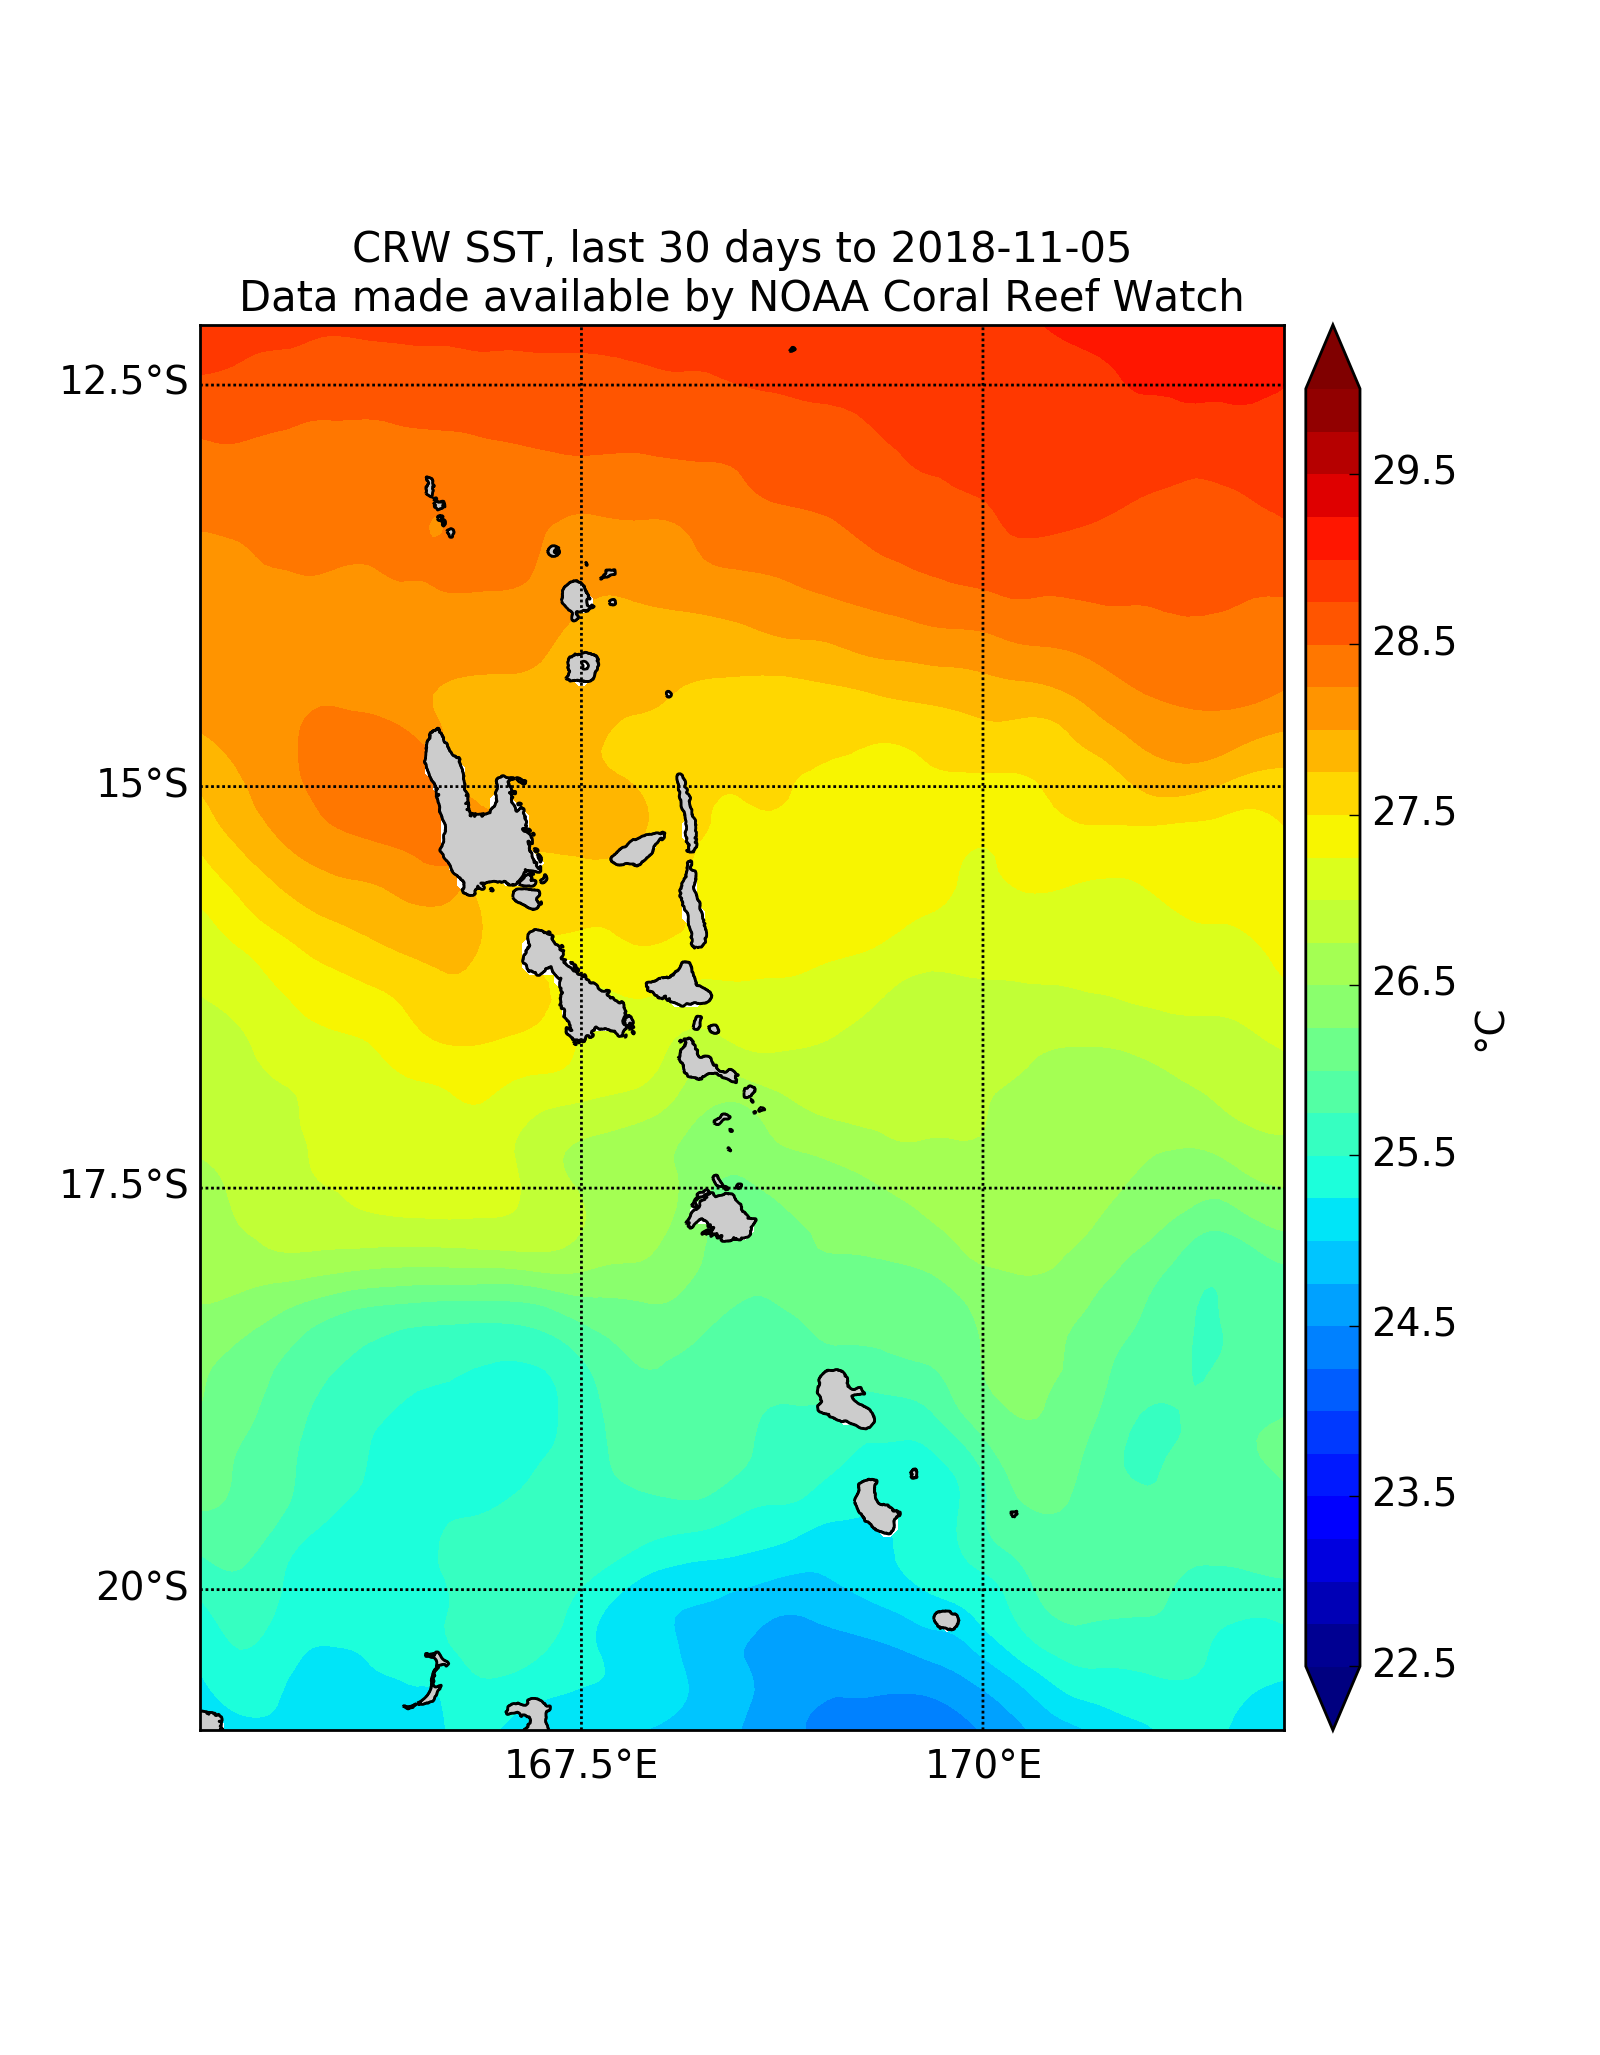 CRW SST, last 30 days to 2018-11-05
Data made available by NOAA Coral Reef Watch
12.5°S
15°S
17.5°S
20°S
167.5°E
170°E
29.5
28.5
27.5
26.5
25.5
24.5
23.5
22.5
°C